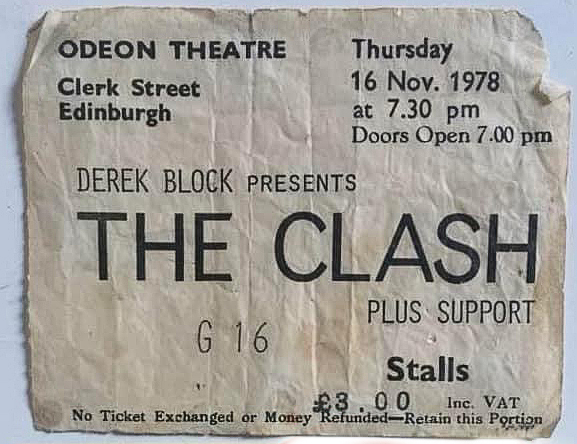 ODEON THEATRE
Clerk Street
Edinburgh
Thursday
16 Nov. 1978
at 7.30 pm
Doors Open 7.00 pm
DEREK BLOCK PRESENTS
THE CLASH
PLUS SUPPORT
G 16
Stalls
£3.00 Inc. VAT
No Ticket Exchanged or Money Refunded—Retain this Portion